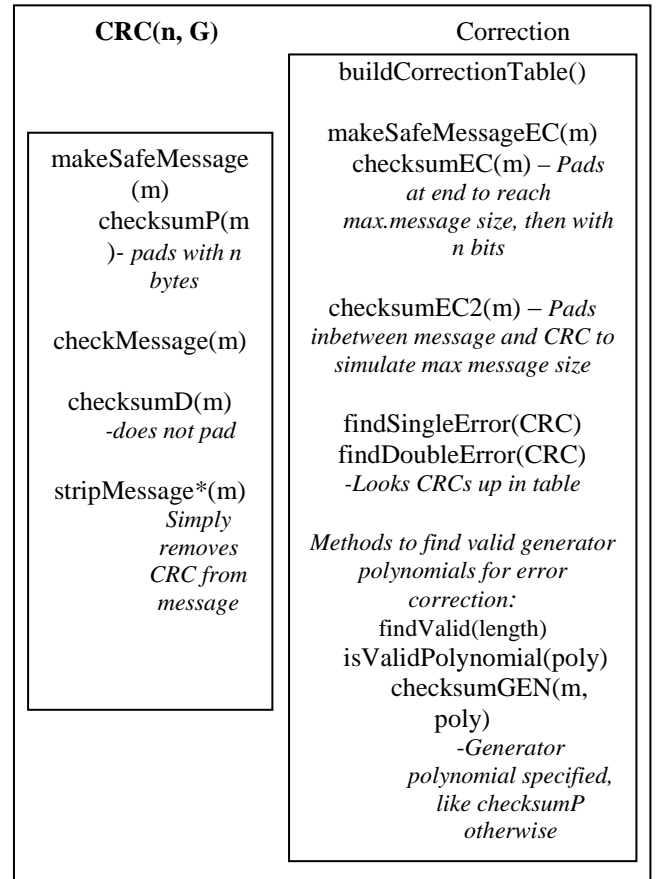 CRC(n, G)
makeSafeMessage
(m)
checksumP(m
)- pads with n
bytes
checkMessage(m)
checksumD(m)
-does not pad
stripMessage*(m)
Simply
removes
CRC from
message
Correction
buildCorrectionTable()
makeSafeMessageEC(m)
checksumEC(m) – Pads
at end to reach
max.message size, then with
n bits
checksumEC2(m) – Pads
inbetween message and CRC to
simulate max message size
findSingleError(CRC)
findDoubleError(CRC)
-Looks CRCs up in table
Methods to find valid generator
polynomials for error
correction:
findValid(length)
isValidPolynomial(poly)
checksumGEN(m,
poly)
-Generator
polynomial specified,
like checksumP
otherwise